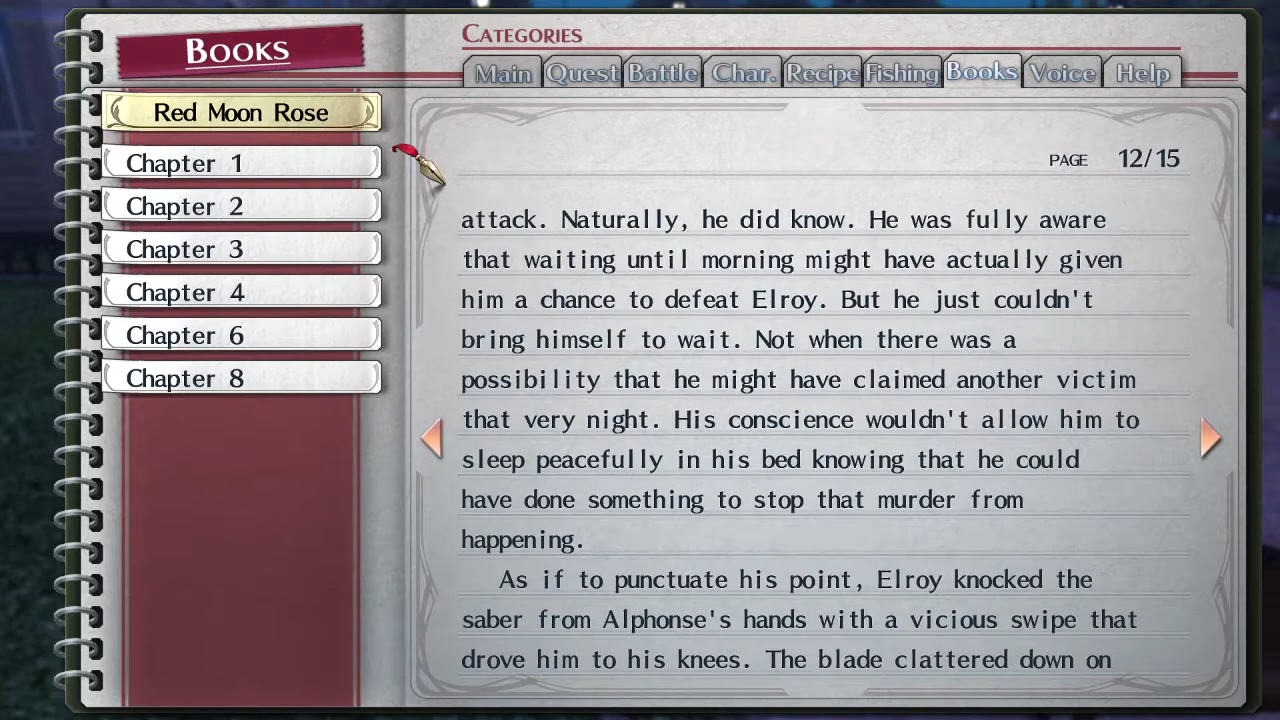 BOOKS
CATEGORIES
Main Quest Battle Char. Recipe Fishing Books Voice Help
Red Moon Rose
Chapter 1
Chapter 2
Chapter 3
Chapter 4
Chapter 6
Chapter 8
PAGE 12/15
attack. Naturally, he did know. He was fully aware
that waiting until morning might have actually given
him a chance to defeat Elroy. But he just couldn't
bring himself to wait. Not when there was a
possibility that he might have claimed another victim
that very night. His conscience wouldn't allow him to
sleep peacefully in his bed knowing that he could
have done something to stop that murder from
happening.
As if to punctuate his point, Elroy knocked the
saber from Alphonse's hands with a vicious swipe that
drove him to his knees. The blade clattered down on